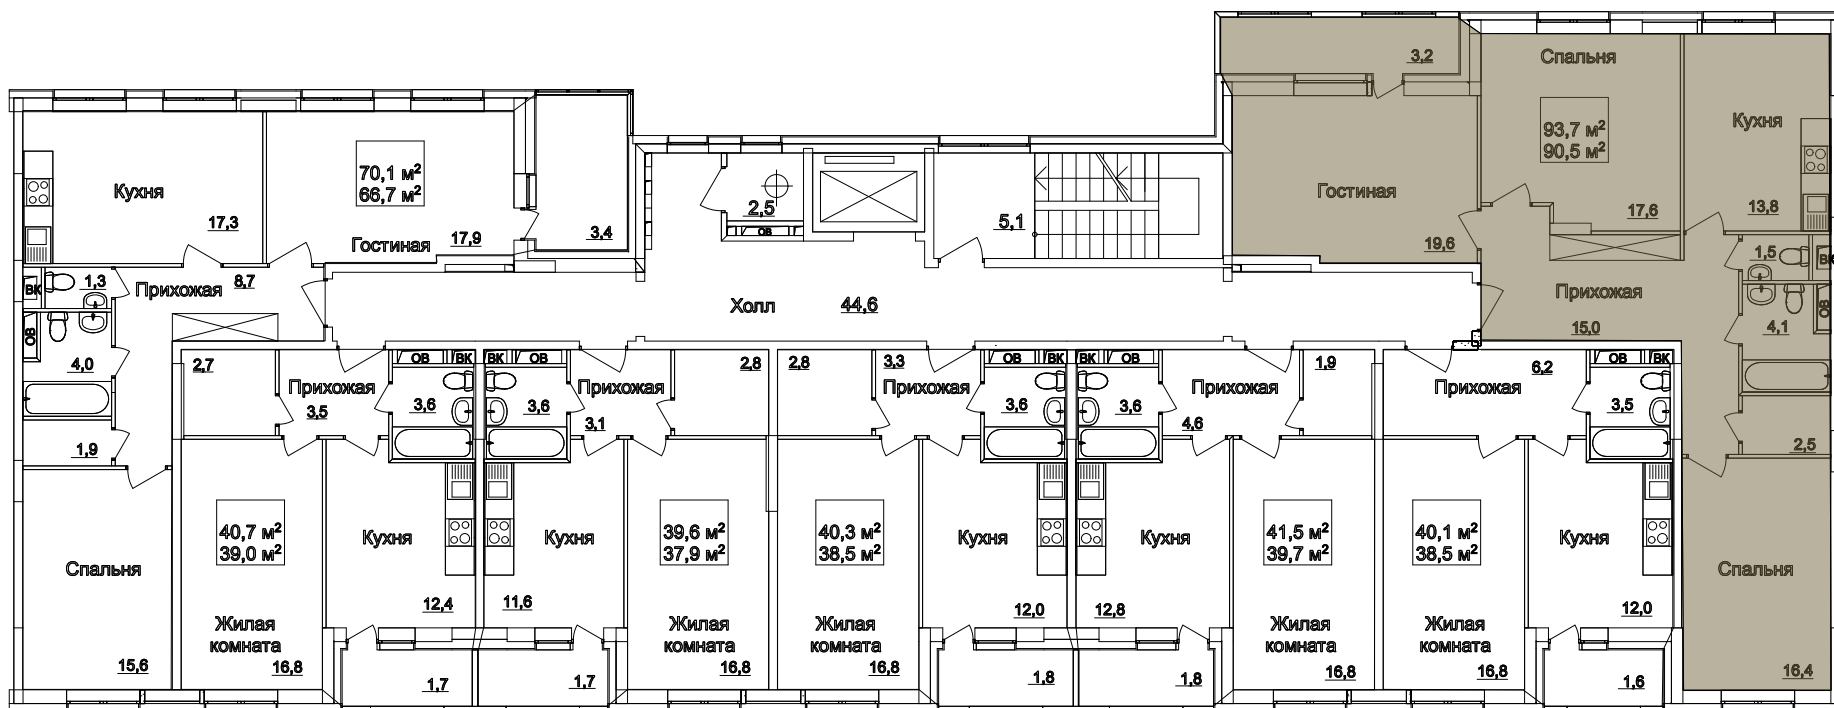 3,2
Спальня
93,7 м²
90,5 м²
Кухня
70,1 м²
66,7 м²
Кухня
Гостиная
17,3
Гостиная
17,9
3,4
2,5
ОВ
5,1
19,6
17,6
13,8
1,5
ВК
1,3
ВК
Прихожая
8,7
Холл
44,6
Прихожая
15,0
4,1
ОВ
ОВ
4,0
2,7
Прихожая
3,5
ОВ
ВК
3,6
ВК
ОВ
3,6
Прихожая
3,1
2,8
2,8
3,3
Прихожая
ОВ
ВК
3,6
ВК
ОВ
3,6
Прихожая
4,6
1,9
Прихожая
6,2
ОВ
ВК
3,5
1,9
2,5
40,7 м²
39,0 м²
Кухня
Кухня
39,6 м²
37,9 м²
40,3 м²
38,5 м²
Кухня
Кухня
41,5 м²
39,7 м²
40,1 м²
38,5 м²
Кухня
Спальня
Спальня
12,4
11,6
12,0
12,8
12,0
Жилая
комната
Жилая
комната
Жилая
комната
Жилая
комната
Жилая
комната
15,6
16,8
1,7
1,7
16,8
16,8
1,8
1,8
16,8
16,8
1,6
16,4